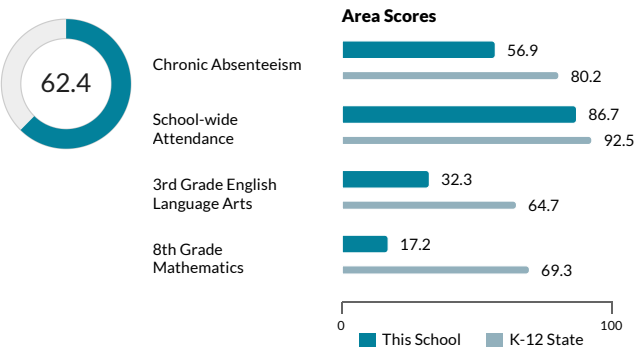 Area Scores
62.4
Chronic Absenteeism
56.9
80.2
School-wide
Attendance
86.7
92.5
3rd Grade English
Language Arts
32.3
64.7
8th Grade
Mathematics
17.2
69.3
0
100
This School
K-12 State